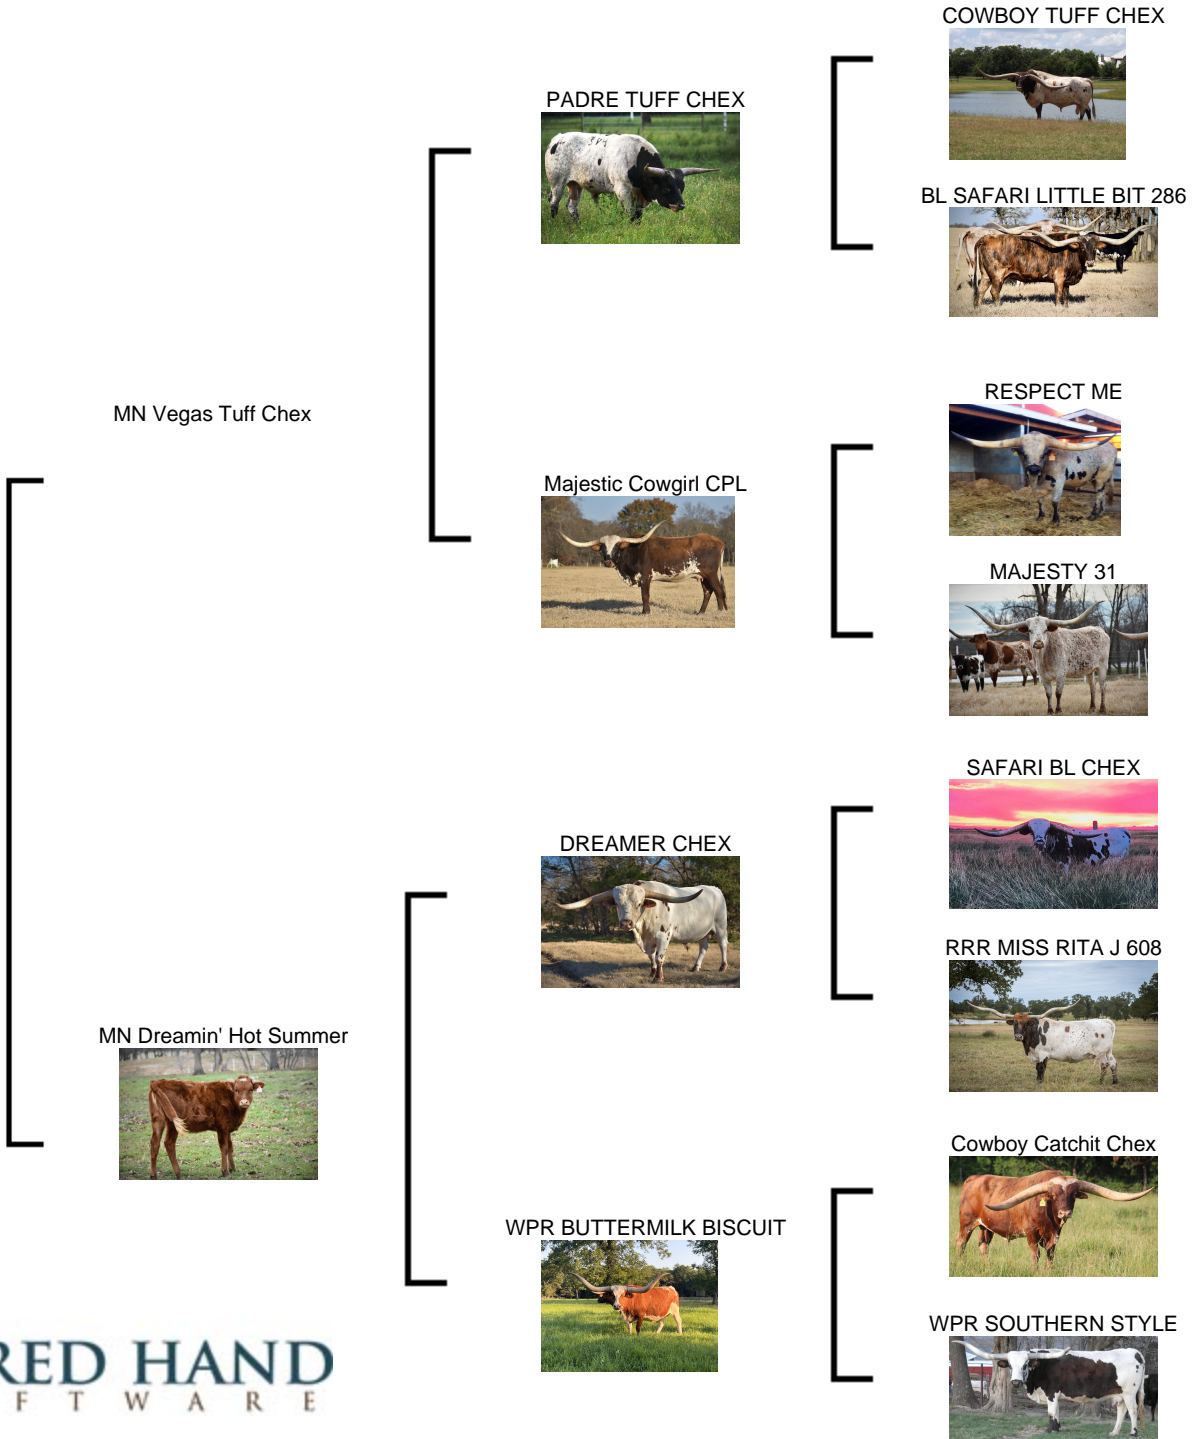 COWBOY TUFF CHEX
PADRE TUFF CHEX
BL SAFARI LITTLE BIT 286
MN Vegas Tuff Chex
RESPECT ME
Majestic Cowgirl CPL
MAJESTY 31
SAFARI BL CHEX
DREAMER CHEX
RRR MISS RITA J 608
MN Dreamin' Hot Summer
Cowboy Catchit Chex
WPR BUTTERMILK BISCUIT
WPR SOUTHERN STYLE
RED HAND
F T W A R E